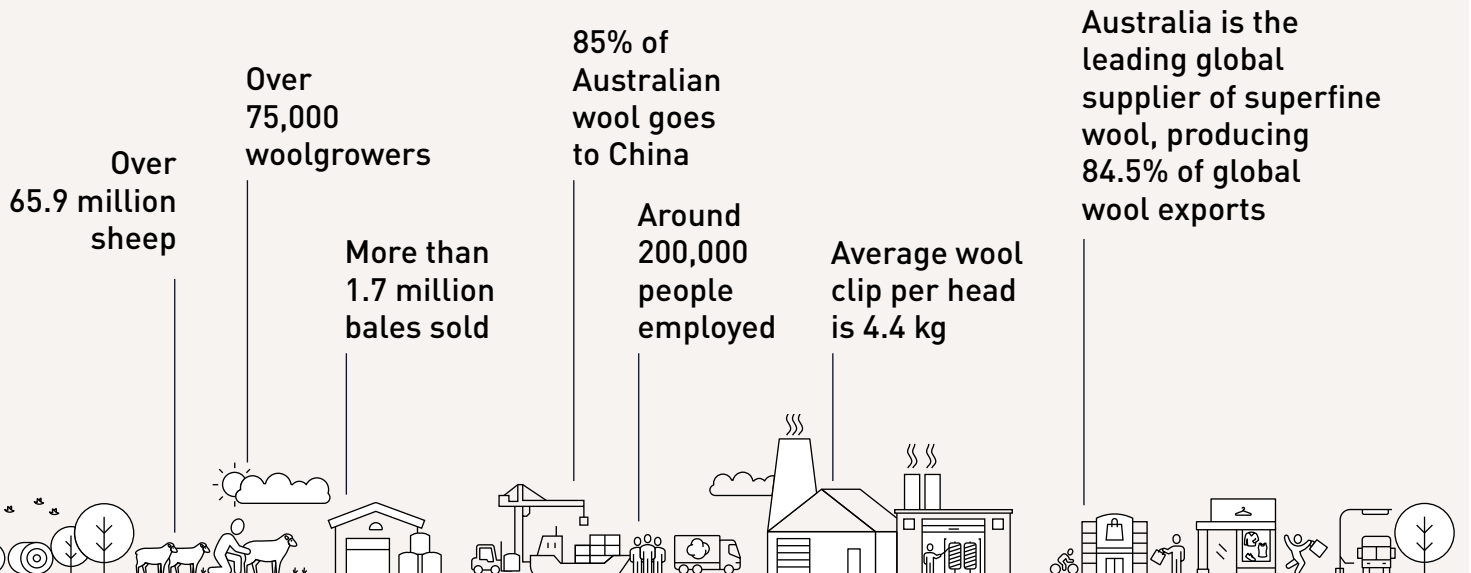 Over
65.9 million
sheep
Over
75,000
woolgrowers
More than
1.7 million
bales sold
85% of
Australian
wool goes
to China
Around
200,000
people
employed
Average wool
clip per head
is 4.4 kg
Australia is the
leading global
supplier of superfine
wool, producing
84.5% of global
wool exports